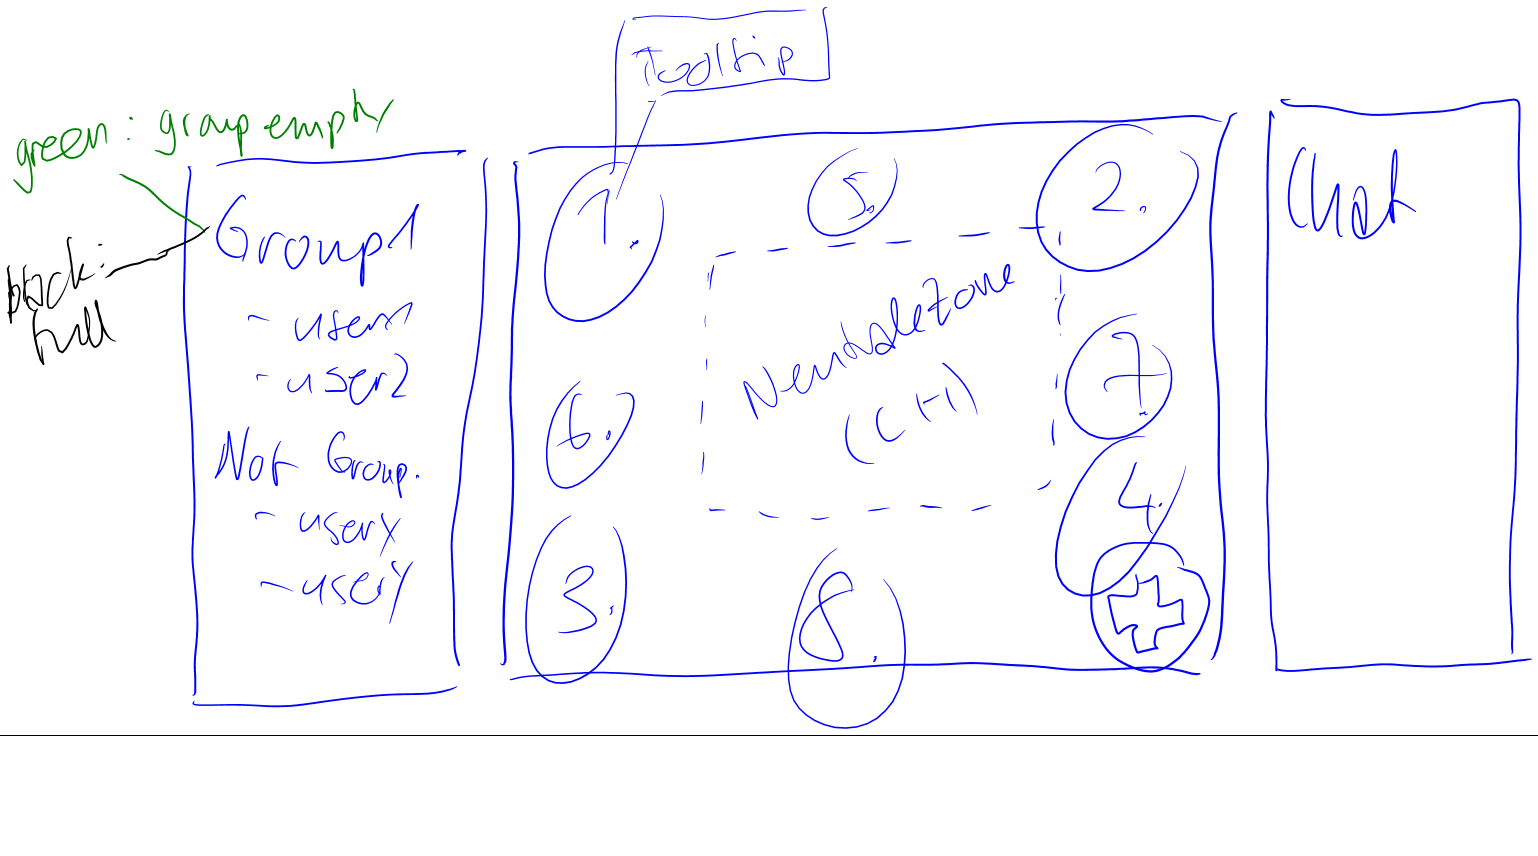 Tooltip
green: group empty
black:
full
Group1
- user1
- user2
Not Group.
- userx
- usery
1.
5.
2.
Neutralezone
(CH)
6.
7.
4.
3.
8.
Chat